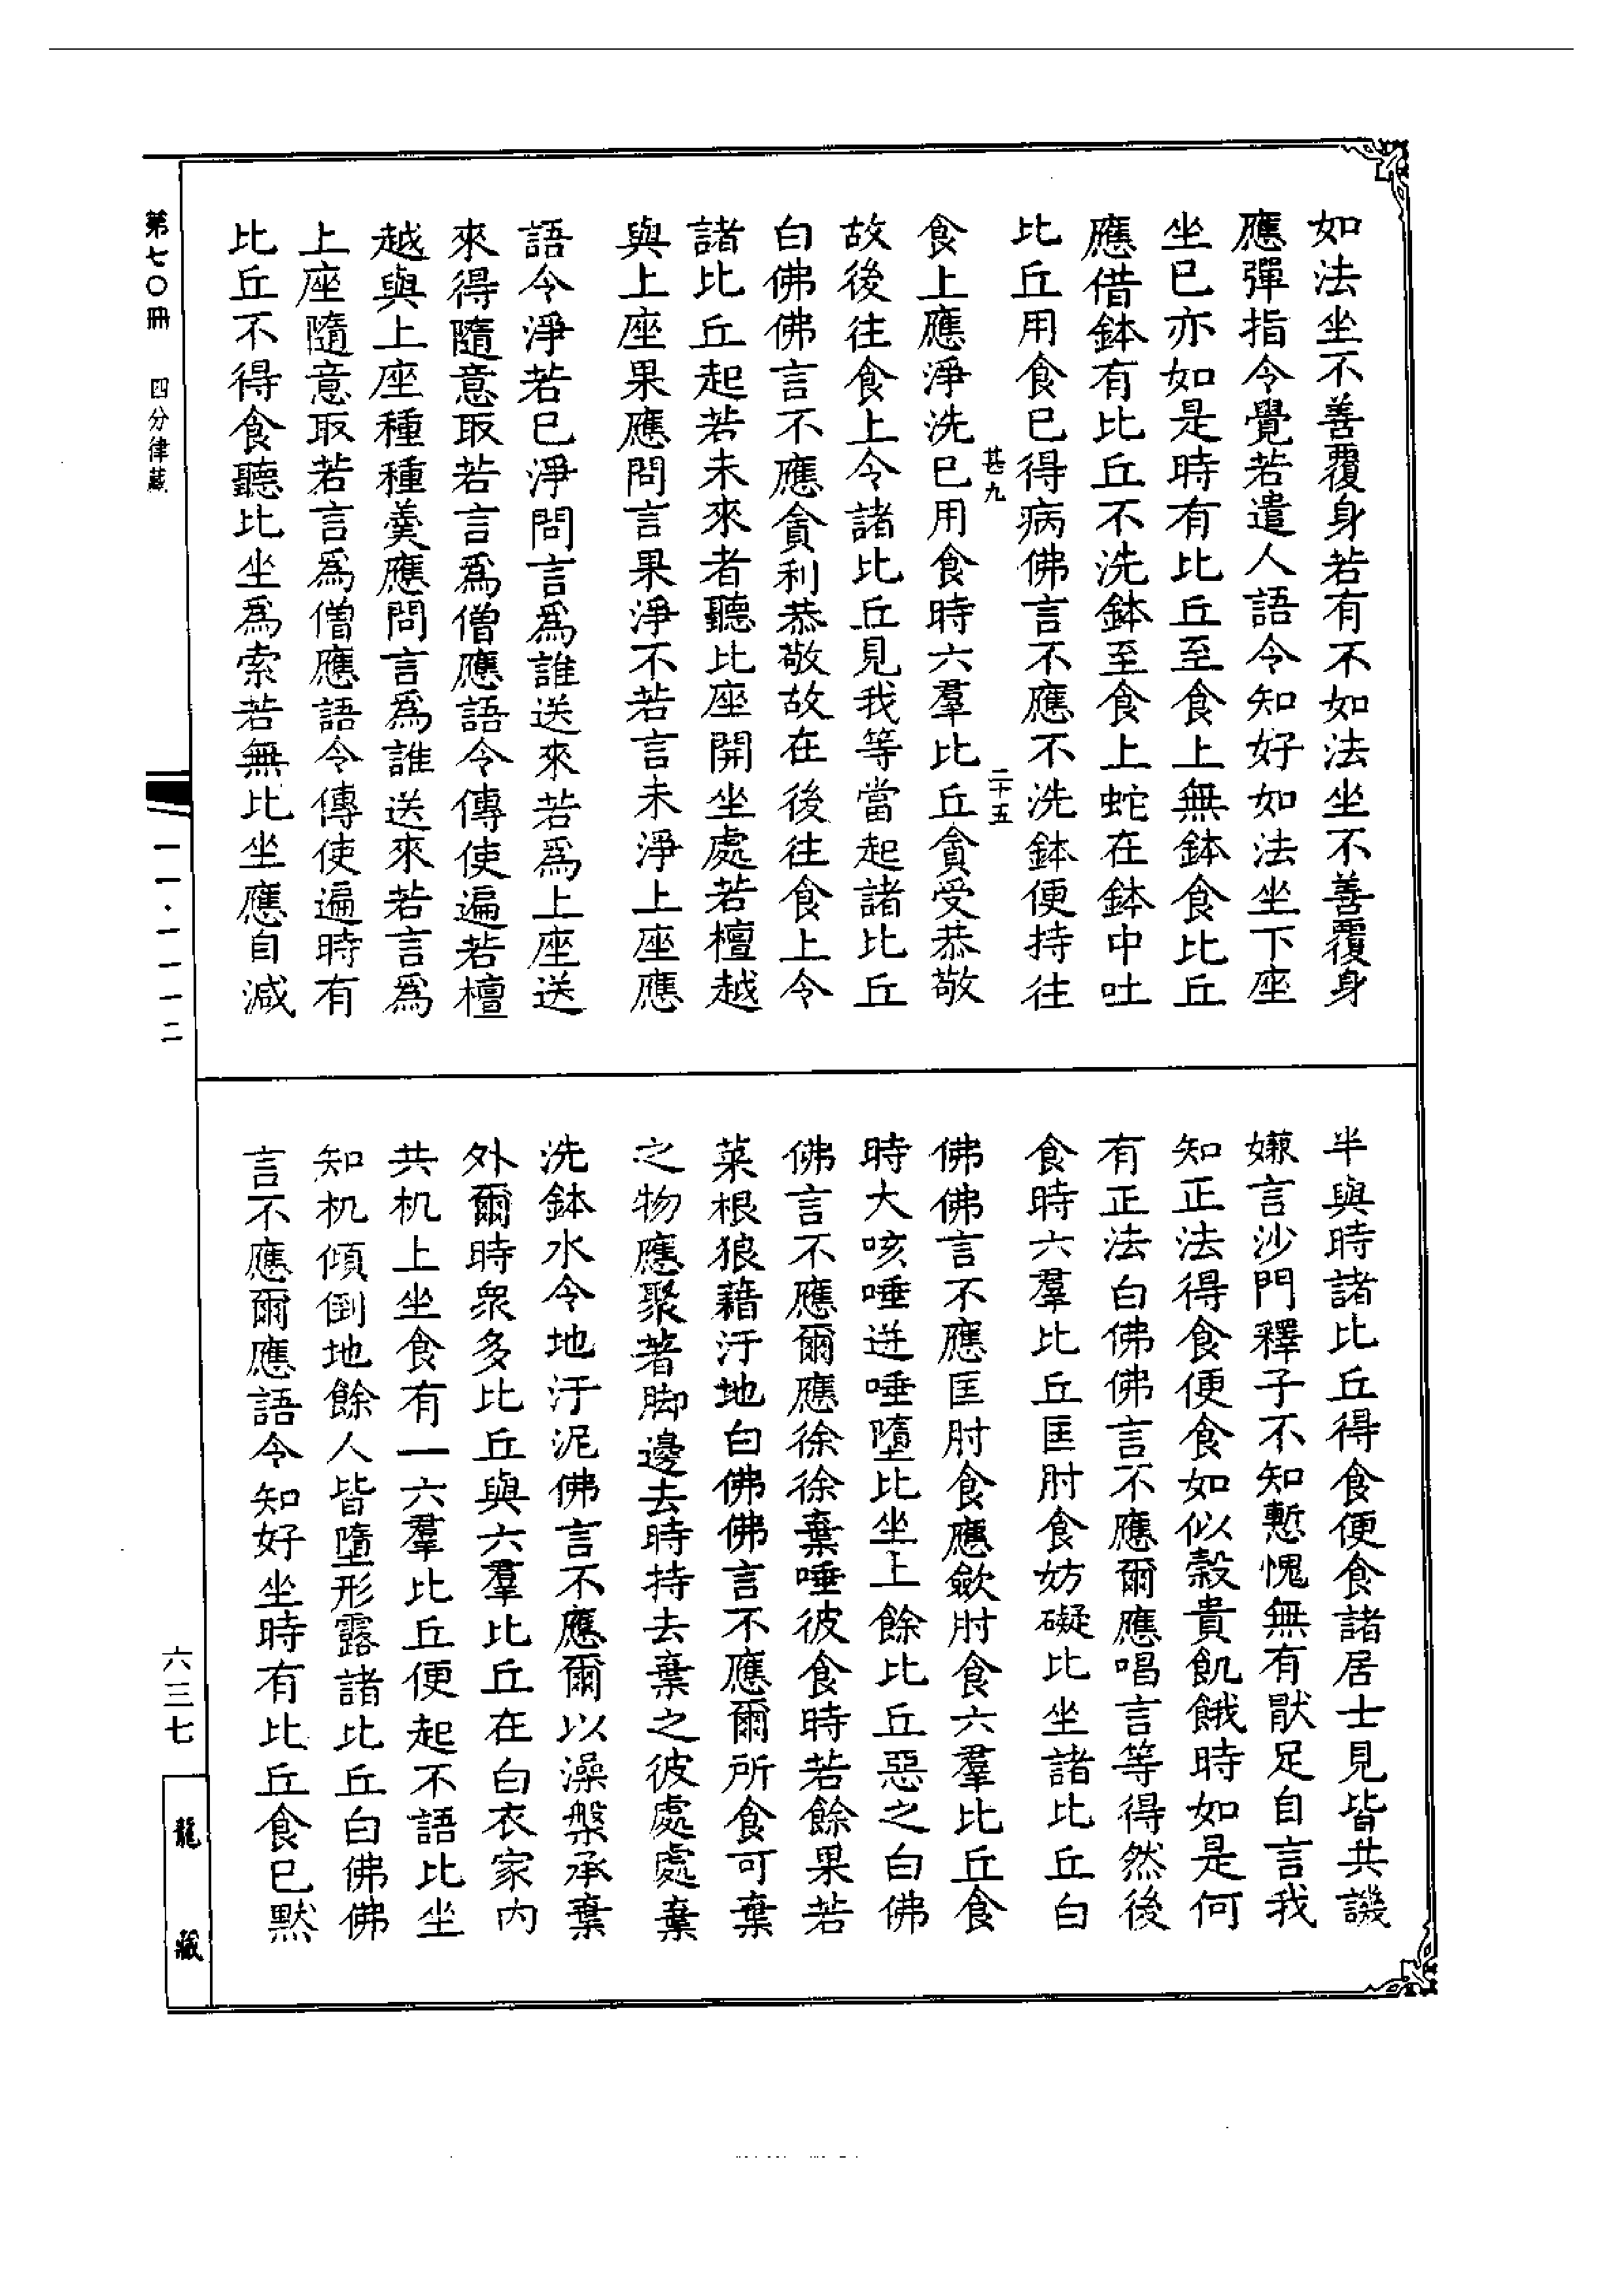 如法坐不善覆身若有不如法坐不善覆身
應彈指令覺若遣人語令知好如法坐下座
坐已亦如是時有比丘至食上無鉢食比丘
應借鉢有比丘不洗鉢至食上蛇在鉢中吐
比丘用食已得病佛言不應不洗鉢便持往
甚九
二十五
食上應淨洗已用食時六羣比丘貪受恭敬
故後往食上令諸比丘見我等當起諸比丘
白佛佛言不應貪利恭敬故在後往食上令
諸比丘起若未來者聽比座開坐處若檀越
與上座果應問言果淨不若言未淨上座應
語令淨若已淨問言為誰送來若為上座送
來得隨意取若言爲僧應語令傳使遍若檀
越與上座種種羹應問言爲誰送來若言爲
上座隨意取若言爲僧應語令傳使遍時有
比丘不得食聽比坐爲索若無比坐應自減
半與時諸比丘得食便食諸居士見皆共譏
嫌言沙門釋子不知慙愧無有猒足自言我
知正法得食便食如似穀貴飢餓時如是何
有正法白佛佛言不應爾應唱言等得然後
食時六羣比丘匡肘食妨礙比坐諸比丘白
佛佛言不應匡肘食應歛肘食六羣比丘食
時大咳唾迸唾墮比坐上餘比丘惡之白佛
佛言不應爾應徐徐棄唾彼食時若餘果若
菜根狼藉汙地白佛佛言不應爾所食可棄
之物應聚著脚邊去時持去棄之彼處處棄
洗鉢水令地汙泥佛言不應爾以澡槃承棄
外爾時衆多比丘與六羣比丘在白衣家內
共机上坐食有一六羣比丘便起不語比坐
知机傾倒地餘人皆墮形露諸比丘白佛佛
言不應爾應語令知好坐時有比丘食已默
第七〇冊　四分律藏
一一·一一一二
六三七
龍藏